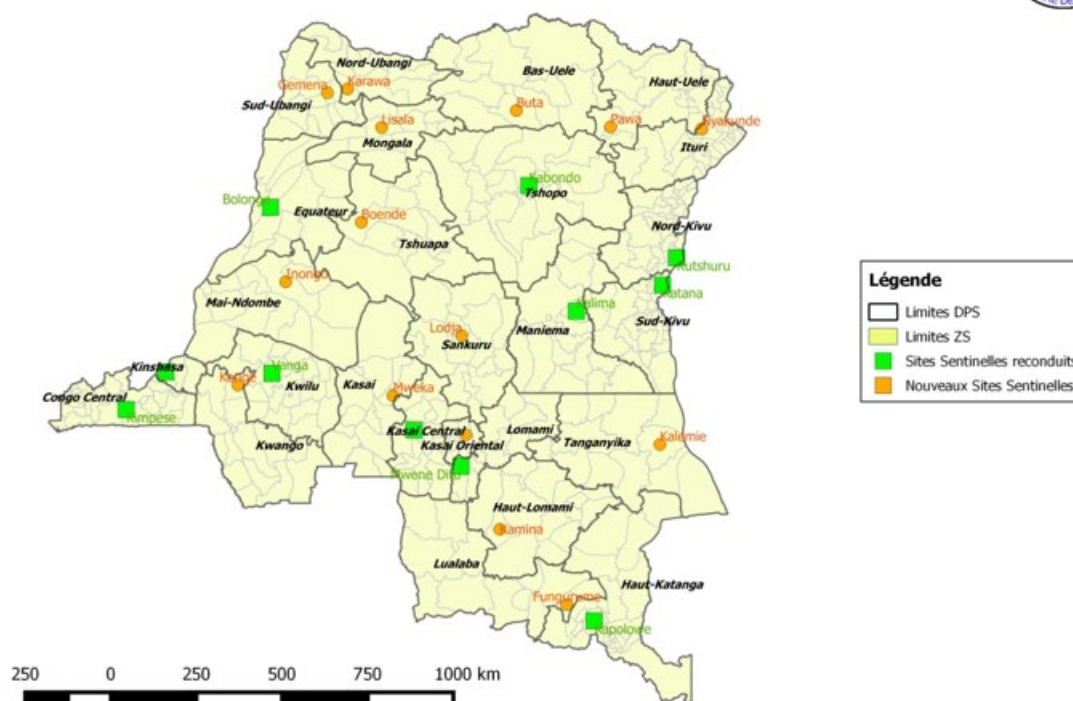 Nord-Ubangi
Bas-Uele
Haut-Uele
Gemena
Karawa
Sud-Ubangi
Buta
Lisala
Pawa
Nyakunde
Mongala
Ituri
Kabondo
Tshopo
Bolong
Equateur
Boende
Nord-Kivu
Tshuapa
Rutshuru
Inongo
Katana
Mai-Ndombe
Kalima
Lodja
Maniema
Sud-Kivu
Sankuru
Kinshasa
Vanga
Kenge
Kwilu
Kasai
Mweka
Congo Central
Kimpese
Kasai Central
Lomami
Kasai Oriental
Tanganyika
Kalemie
Kwango
Mwene Ditu
Haut-Lomami
Kamina
Lualaba
Haut-Katanga
Fungurume
Kapolowe
Légende
Limites DPS
Limites ZS
Sites Sentinelles reconduits
Nouveaux Sites Sentinelles
250 0 250 500 750 1000 km